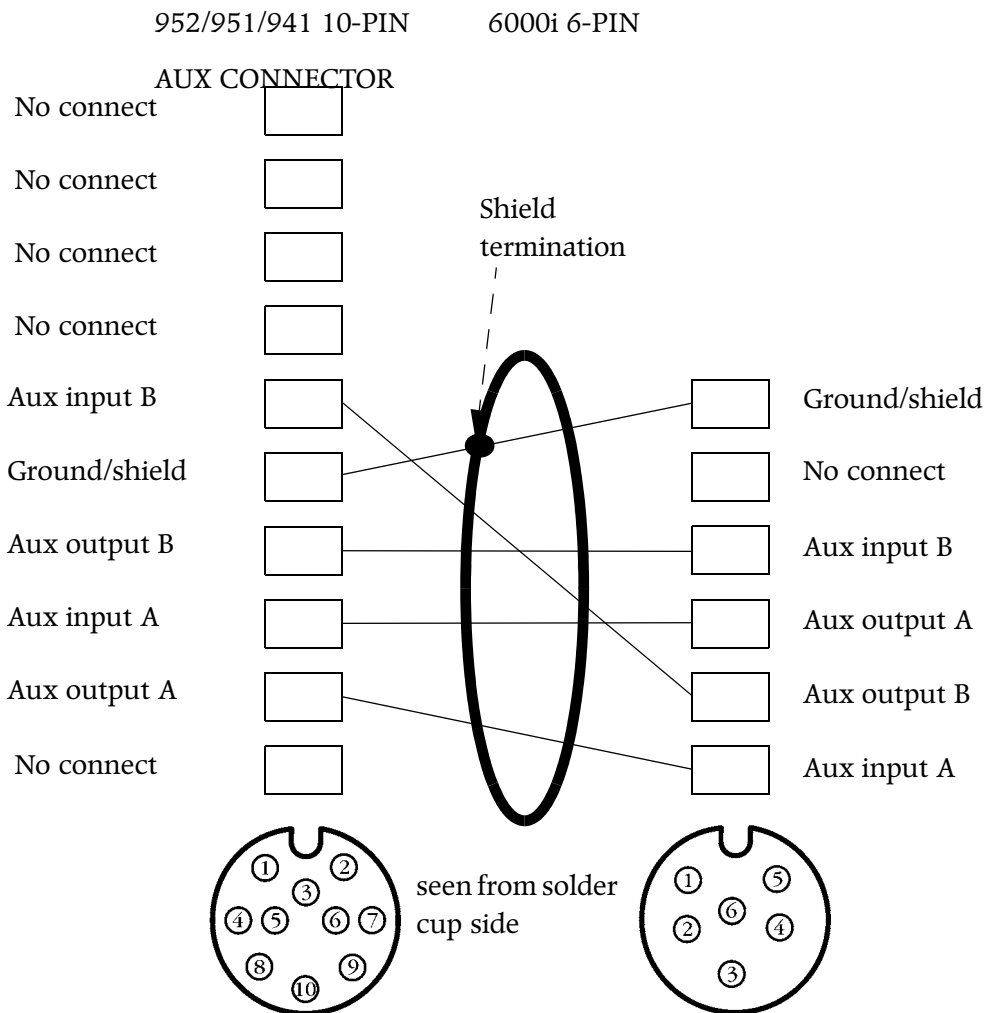 952/951/941 10-PIN 6000i 6-PIN
AUX CONNECTOR
No connect
No connect
Shield
termination
No connect
No connect
Aux input B Ground/shield
Ground/shield No connect
Aux output B Aux input B
Aux input A Aux output A
Aux output A Aux output B
No connect Aux input A
1 2 3 4 5 6 7 8 9 10
seen from solder
cup side
1 5 6 2 4 3